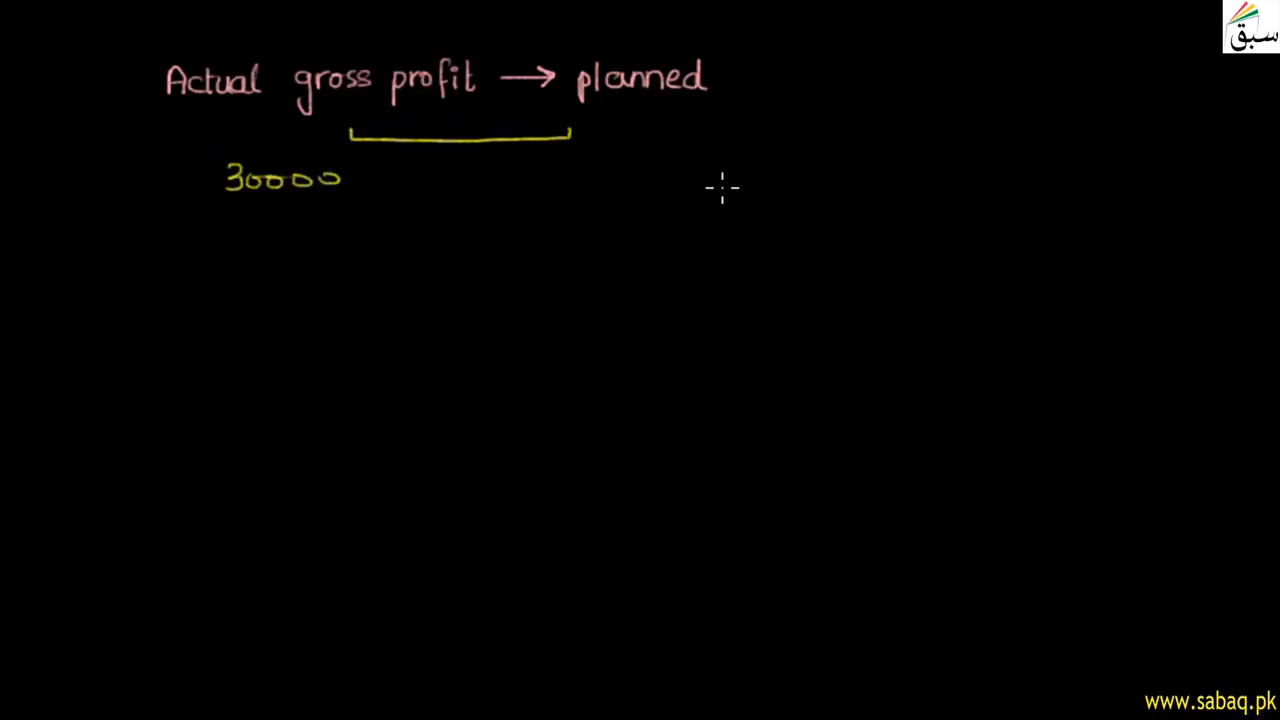 سبق
Actual gross profit → planned
30000
www.sabaq.pk